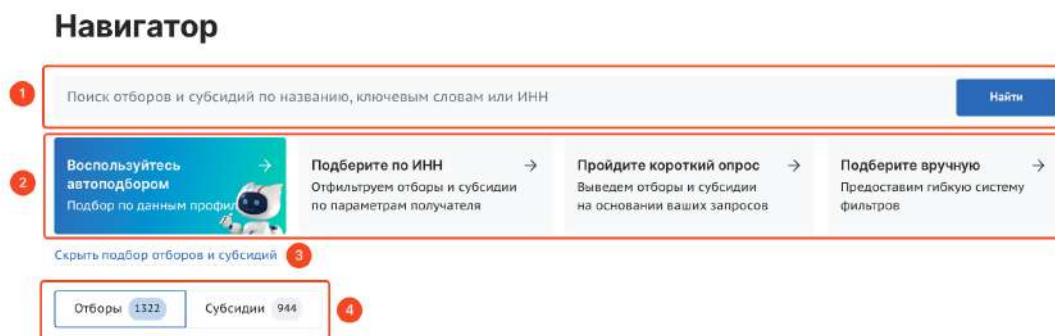 Навигатор
1
Поиск отборов и субсидий по названию, ключевым словам или ИНН
Найти
2
Воспользуйтесь
автоподбором
Подбор по данным
Подберите по ИНН
Отфильтруем отборы и субсидии
по параметрам получателя
Пройдите короткий опрос
Выведем отборы и субсидии
на основании ваших запросов
Подберите вручную
Предоставим гибкую систему
фильтров
Скрыть подбор отборов и субсидий
3
Отборы 1322
Субсидии 944
4